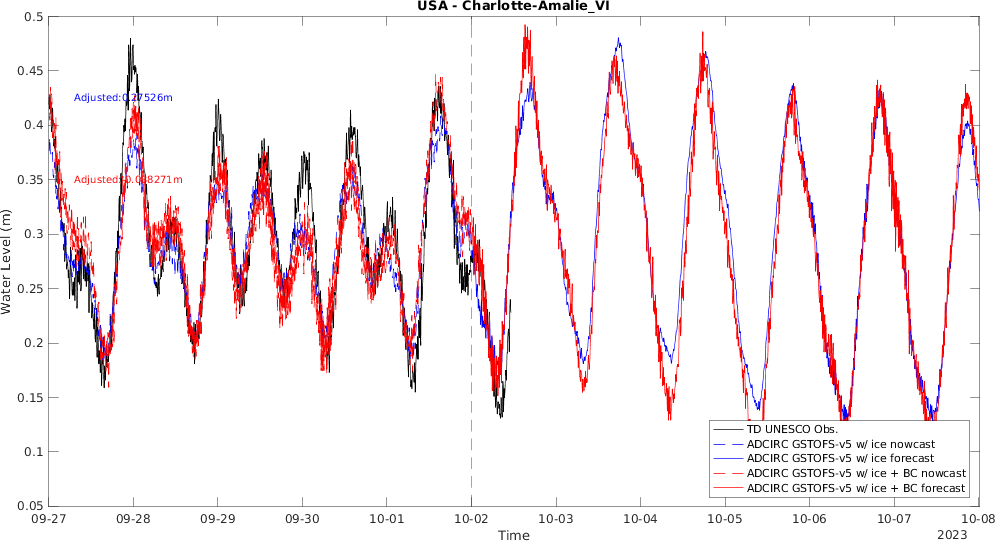 USA - Charlotte-Amalie_VI
0.5
0.45
0.4
0.35
0.3
0.25
0.2
0.15
0.1
0.05
Water Level (m)
Adjusted:0.27526m
TD UNESCO Obs.
ADCIRC GSTOFS-v5 w/ ice nowcast
ADCIRC GSTOFS-v5 w/ ice forecast
ADCIRC GSTOFS-v5 w/ ice + BC nowcast
ADCIRC GSTOFS-v5 w/ ice + BC forecast
09-27 09-28 09-29 09-30 10-01 10-02 10-03 10-04 10-05 10-06 10-07 10-08
Time
2023